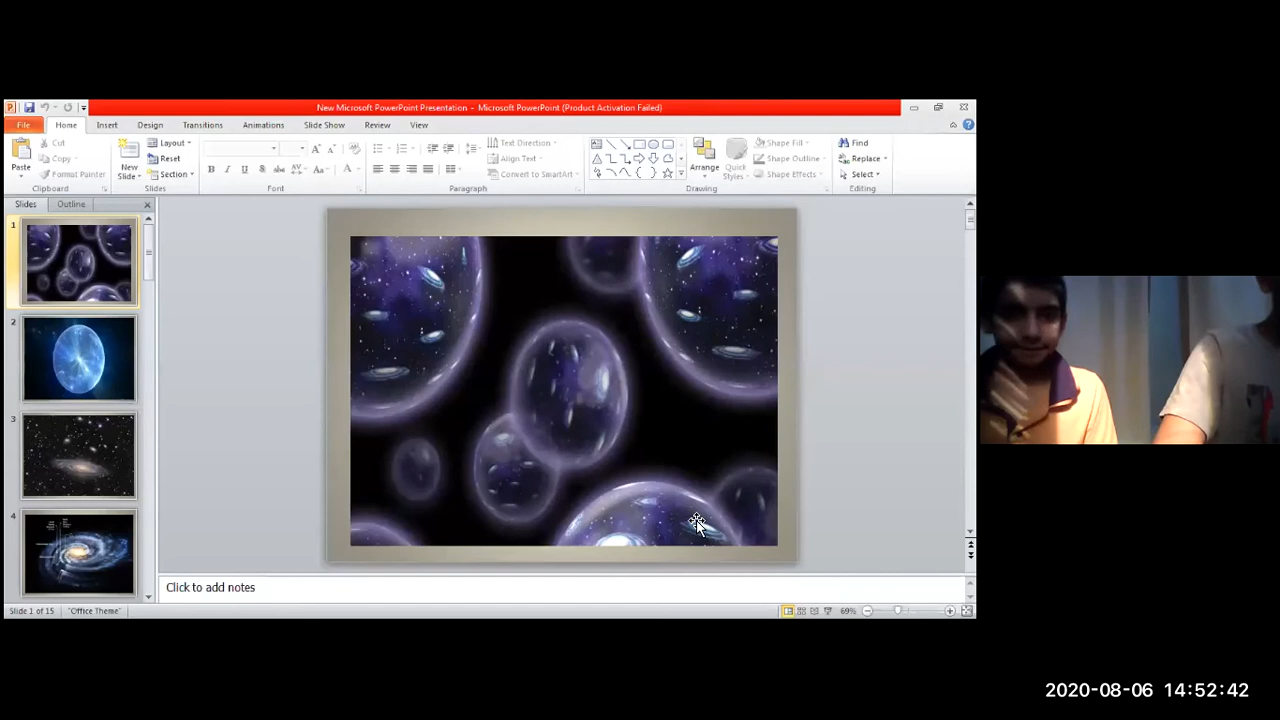 New Microsoft PowerPoint Presentation - Microsoft PowerPoint (Product Activation Failed)
File Home Insert Design Transitions Animations Slide Show Review View
Paste
Cut
Copy
Format Painter
Clipboard
New Slide
Layout
Reset
Section
Slides
B I U S abc AV Aa A
Font
Text Direction
Align Text
Convert to SmartArt
Paragraph
Arrange
Quick Styles
Shape Fill
Shape Outline
Shape Effects
Drawing
Find
Replace
Select
Editing
Slides Outline
1
2
3
4
Click to add notes
Slide 1 of 15 "Office Theme" 69%
2020-08-06 14:52:42